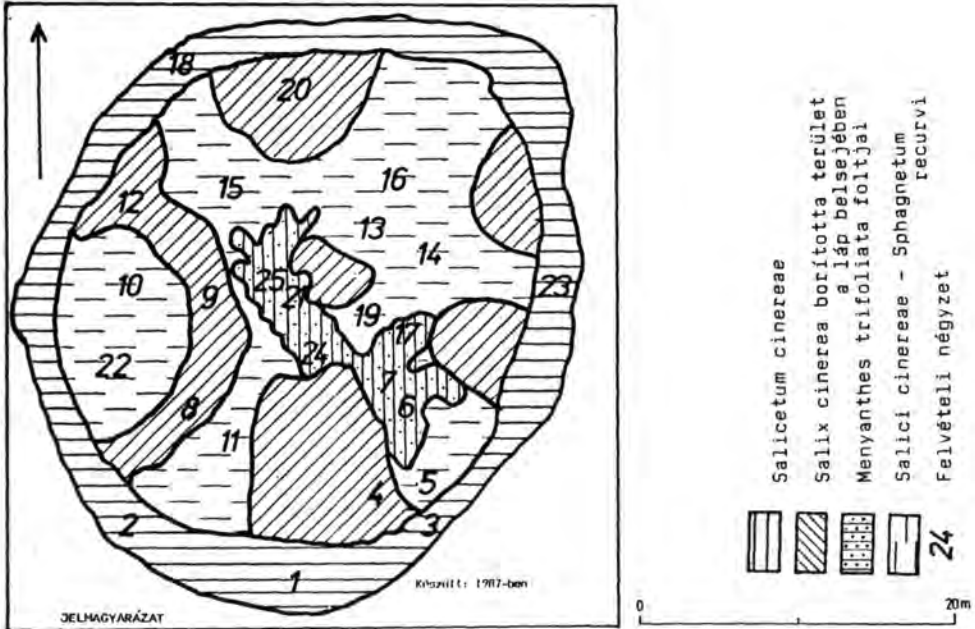 18
20
15
16
12
13
14
10
9
25
21
23
19
17
24
22
7
6
8
11
5
4
2
3
1
Készült: 1987-ben
JELMAGYARÁZAT
Salicetum cinereae
Salix cinerea borította terület
a láp belsejében
Menyanthes trifoliata foltjai
Salici cinereae - Sphagnetum
recurvi
24 Felvételi négyzet
0 20m